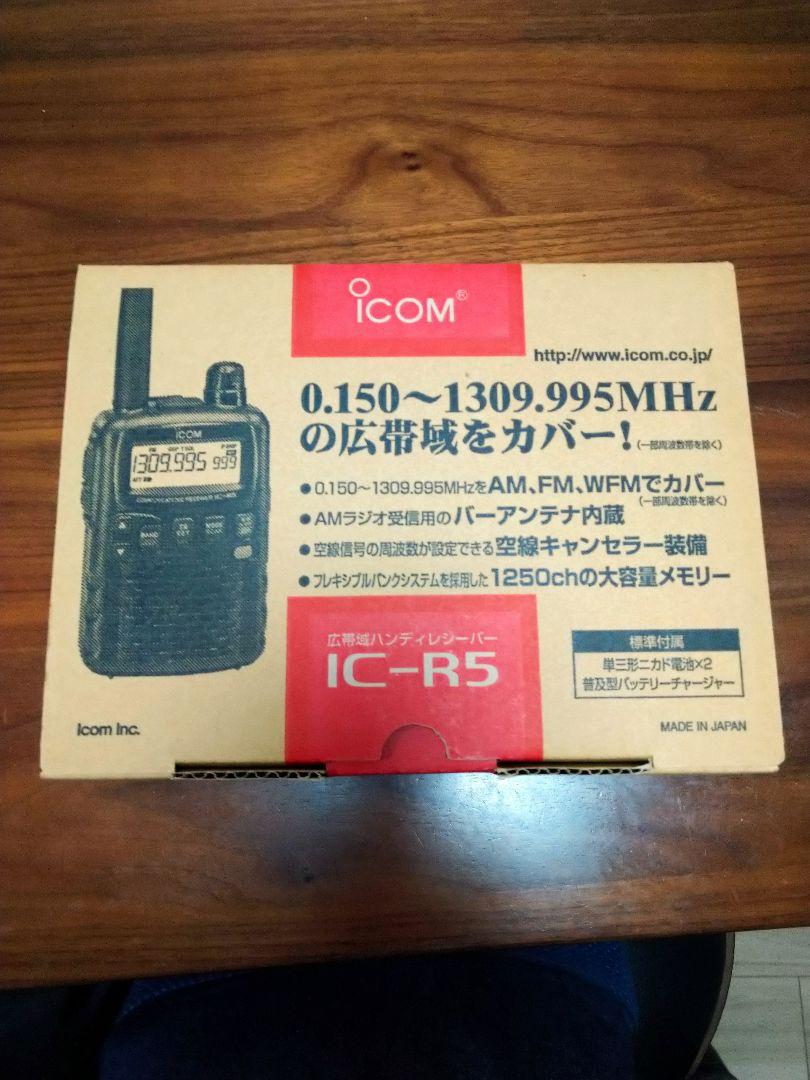 iCOM®
http://www.icom.co.jp/
0.150～1309.995MHz
の広帯域をカバー！(一部周波数帯を除く)
●0.150～1309.995MHzをAM、FM、WFMでカバー
(一部周波数帯を除く)
●AMラジオ受信用のバーアンテナ内蔵
●空線信号の周波数が設定できる空線キャンセラー装備
●フレキシブルバンクシステムを採用した1250chの大容量メモリー
iCOM
1309.995 999
BAND
広帯域ハンディレシーバー
IC-R5
標準付属
単三形ニカド電池×2
普及型バッテリーチャージャー
Icom Inc.
MADE IN JAPAN